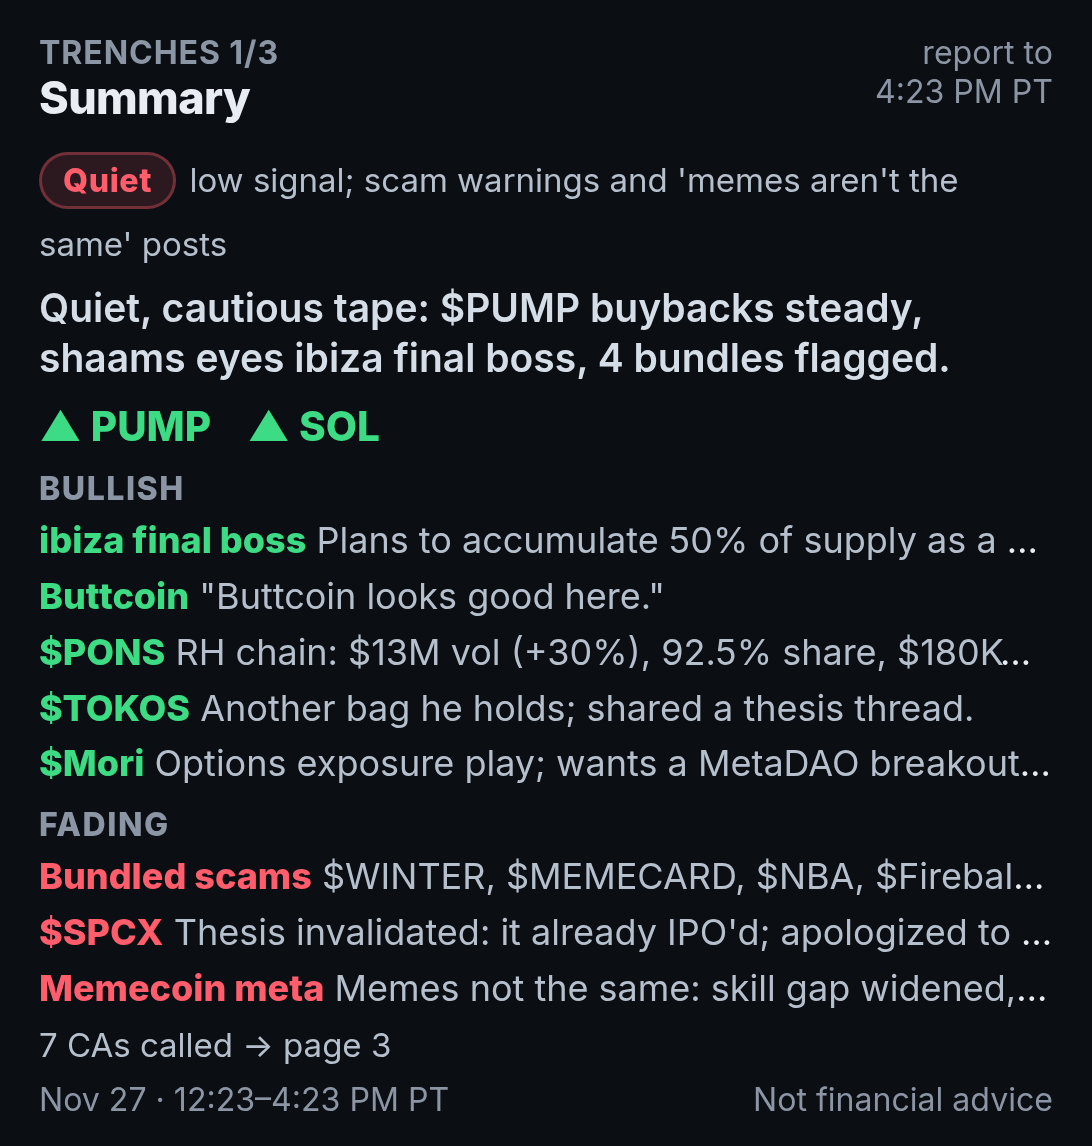 TRENCHES 1/3
report to
Summary
4:23 PM PT
Quiet low signal; scam warnings and 'memes aren't the
same' posts
Quiet, cautious tape: $PUMP buybacks steady,
shaams eyes ibiza final boss, 4 bundles flagged.
▲ PUMP ▲ SOL
BULLISH
ibiza final boss Plans to accumulate 50% of supply as a ...
Buttcoin "Buttcoin looks good here."
$PONS RH chain: $13M vol (+30%), 92.5% share, $180K...
$TOKOS Another bag he holds; shared a thesis thread.
$Mori Options exposure play; wants a MetaDAO breakout...
FADING
Bundled scams $WINTER, $MEMECARD, $NBA, $Firebal...
$SPCX Thesis invalidated: it already IPO'd; apologized to ...
Memecoin meta Memes not the same: skill gap widened,...
7 CAs called → page 3
Nov 27 · 12:23–4:23 PM PT
Not financial advice